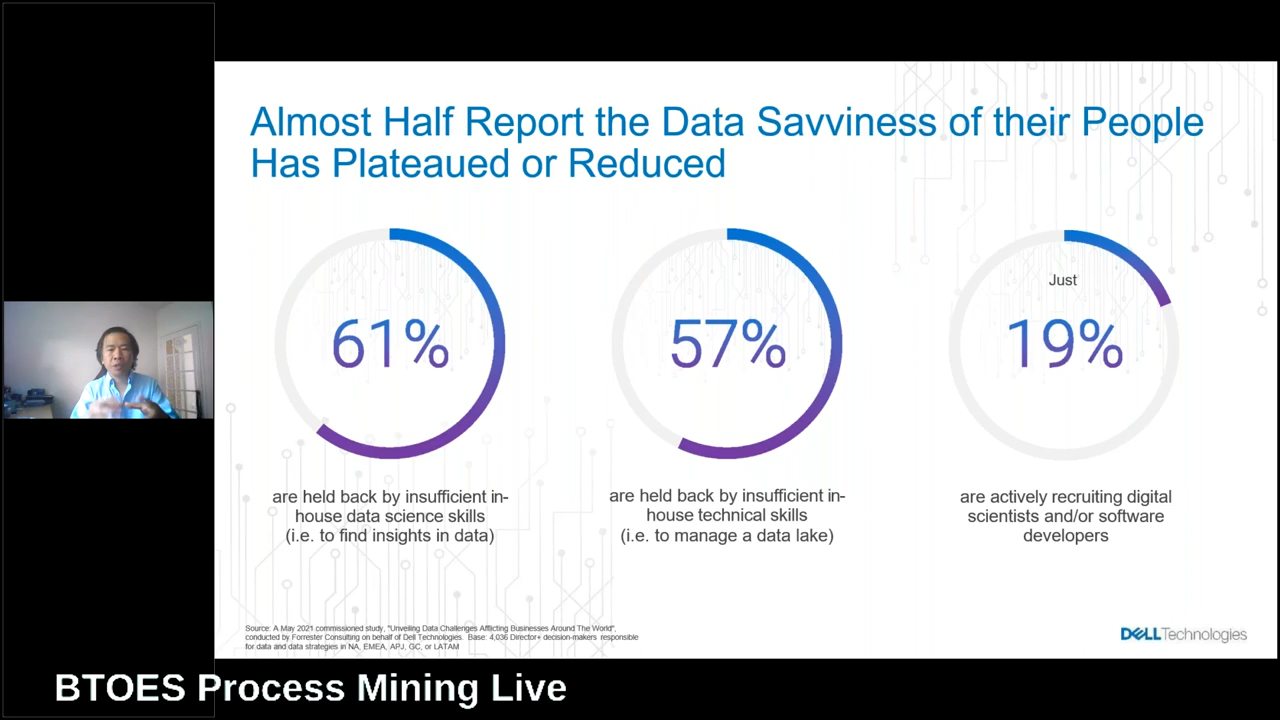 Almost Half Report the Data Savviness of their People
Has Plateaued or Reduced
61%
are held back by insufficient in-
house data science skills
(i.e. to find insights in data)
57%
are held back by insufficient in-
house technical skills
(i.e. to manage a data lake)
Just
19%
are actively recruiting digital
scientists and/or software
developers
Source: A May 2021 commissioned study, "Unveiling Data Challenges Afflicting Businesses Around The World",
conducted by Forrester Consulting on behalf of Dell Technologies. Base: 4,036 Director+ decision-makers responsible
for data and data strategies in NA, EMEA, APJ, GC, or LATAM
DELLTechnologies
BTOES Process Mining Live